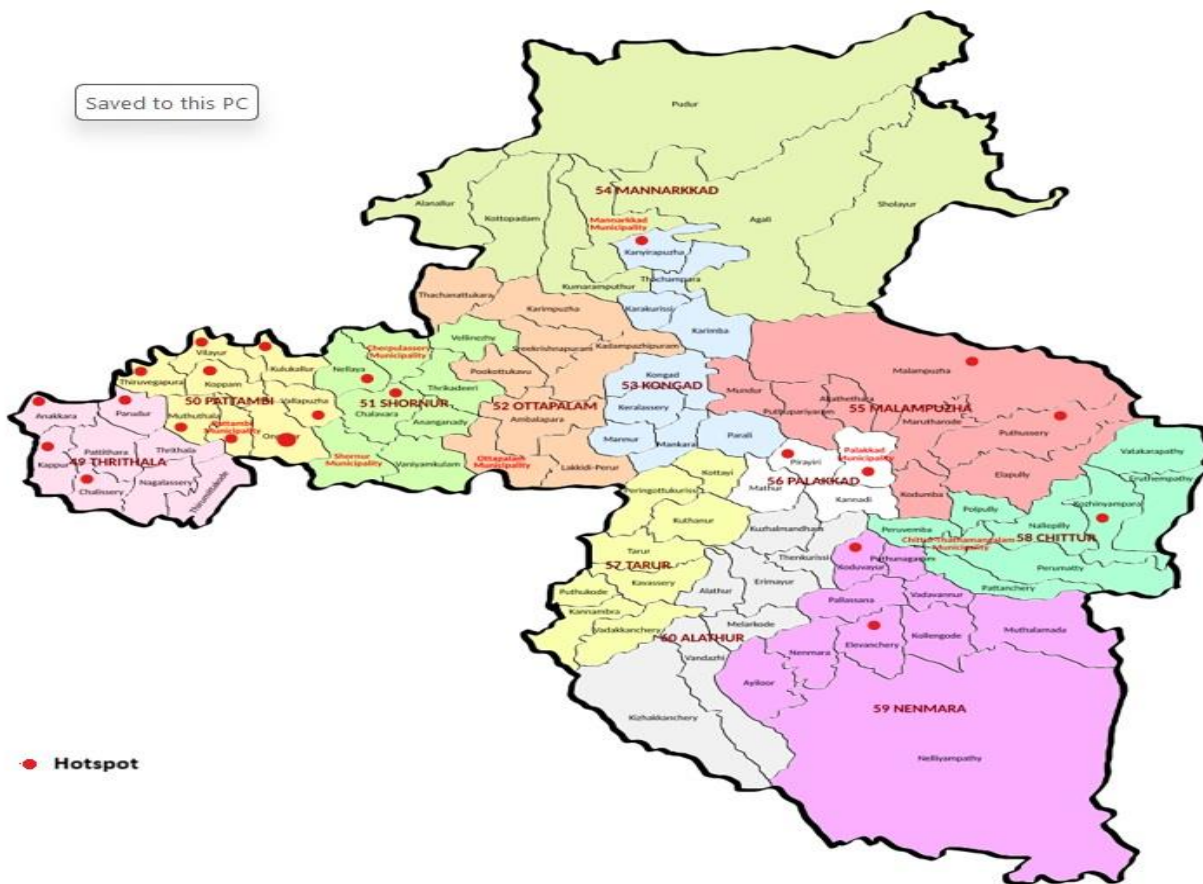 Saved to this PC
Pudur
54 MANNARKKAD
Alanallur
Kottopadam
Agali
Sholayur
Mannarkkad
Municipality
Kanyirapuzha
Thachampara
Kumaramputhur
Thachanattukara
Karimpuzha
Karakurissi
Karimba
Vellinezhy
Cherpulassery
Municipality
Sreekrishnapuram
Kadampazhipuram
Vilayur
Kulukallur
Nellaya
Pookottukavu
Kongad
Malampuzha
Thiruvegapura
Koppam
Thrikadeeri
53 KONGAD
Mundur
Akathethara
50 PATTAMBI
Vallapuzha
51 SHORNUR
52 OTTAPALAM
Keralassery
Puthupariyaram
55 MALAMPUZHA
Anakkara
Parudur
Muthuthala
Chalavara
Ananganady
Ambalapara
Marutharode
Pattambi
Municipality
Mannur
Mankara
Parali
Puthussery
Pattithara
Thrithala
49 THRITHALA
Kappur
Shornur
Municipality
Vaniyamkulam
Ottapalam
Municipality
Lakkidi-Perur
Kottayi
Pirayiri
Palakkad
Municipality
Vatakarapathy
Chalissery
Nagalassery
Thirumittakode
Peringottukurissi
Mathur
56 PALAKKAD
Kannadi
Kodumba
Elapully
Eruthempathy
Kozhinyampara
Polpully
Kuthanur
Kuzhalmandham
Peruvemba
Nallepilly
Chittur-Thathamangalam
Municipality
58 CHITTUR
Tarur
57 TARUR
Thenkurissi
Koduvayur
Puthunagaram
Perumatty
Kavassery
Erimayur
Pattanchery
Puthukode
Alathur
Pallassana
Vadavannur
Kannambra
Melarkode
Vadakkanchery
60 ALATHUR
Elevanchery
Kollengode
Muthalamada
Vandazhi
Nenmara
Ayiloor
Kizhakkanchery
59 NENMARA
Nelliyampathy
Hotspot